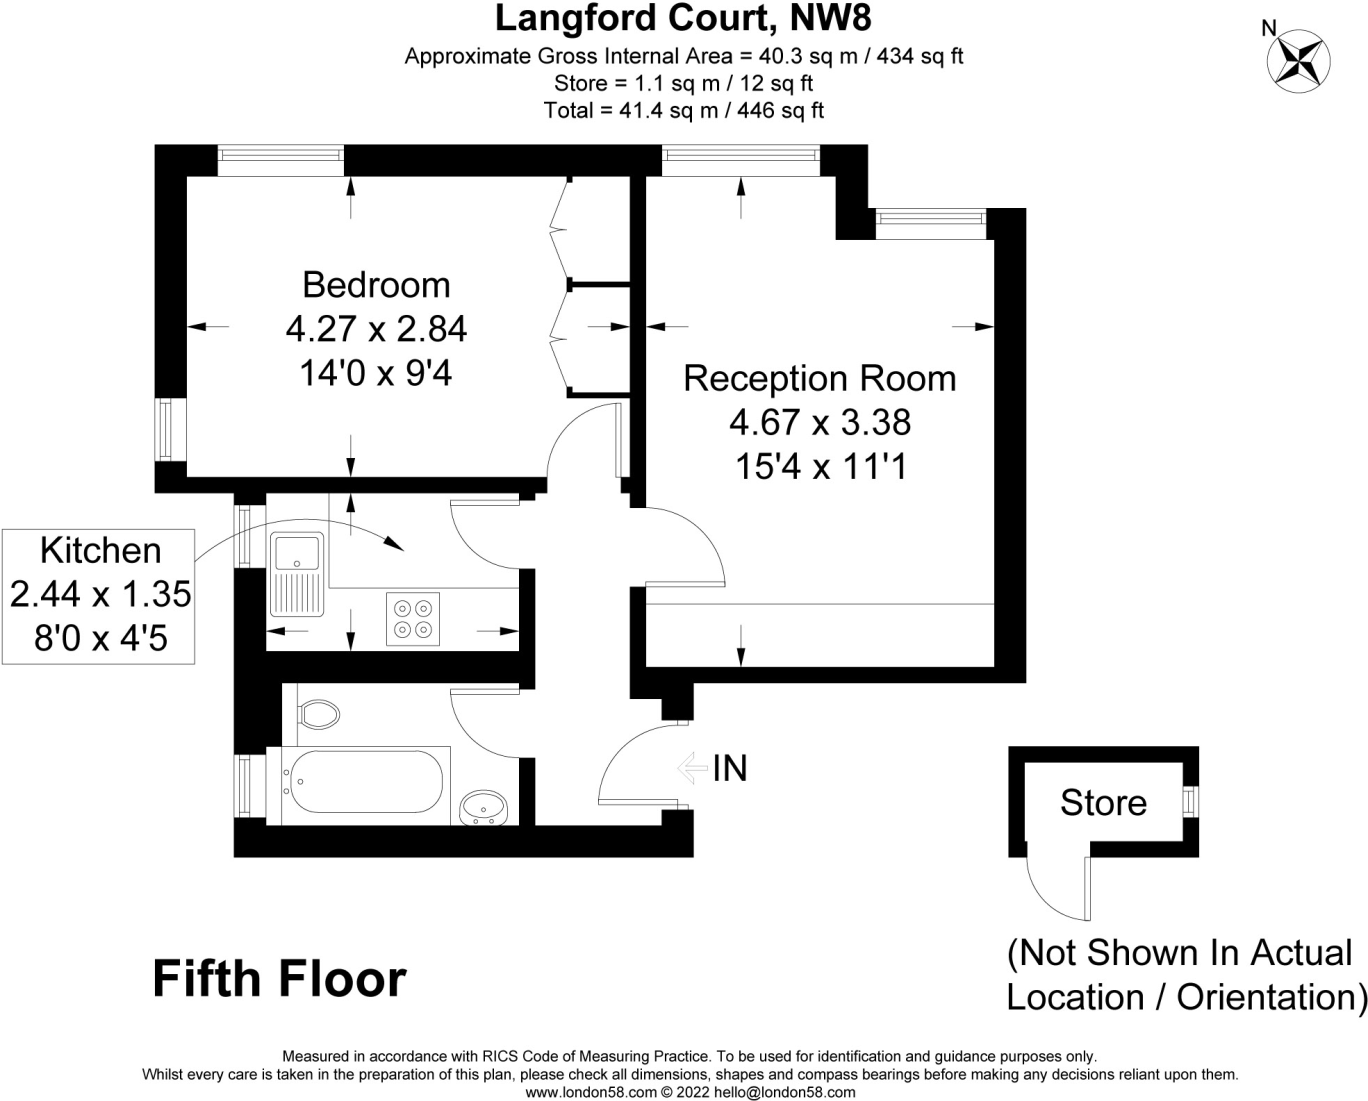 Langford Court, NW8
Approximate Gross Internal Area = 40.3 sq m / 434 sq ft
Store = 1.1 sq m / 12 sq ft
Total = 41.4 sq m / 446 sq ft
N
Bedroom
4.27 x 2.84
14'0 x 9'4
Reception Room
4.67 x 3.38
15'4 x 11'1
Kitchen
2.44 x 1.35
8'0 x 4'5
IN
Store
(Not Shown In Actual
Location / Orientation)
Fifth Floor
Measured in accordance with RICS Code of Measuring Practice. To be used for identification and guidance purposes only.
Whilst every care is taken in the preparation of this plan, please check all dimensions, shapes and compass bearings before making any decisions reliant upon them.
www.london58.com © 2022 hello@london58.com